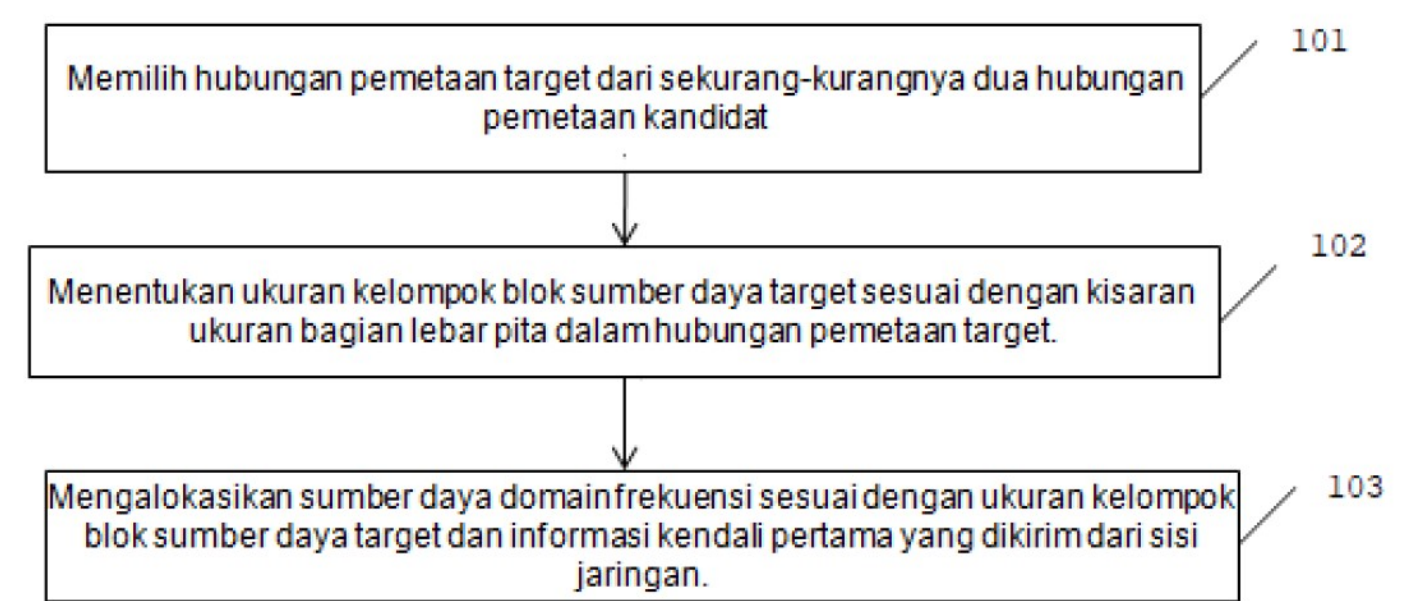 101
Memilih hubungan pemetaan target dari sekurang-kurangnya dua hubungan
pemetaan kandidat
102
Menentukan ukuran kelompok blok sumber daya target sesuai dengan kisaran
ukuran bagian lebar pita dalam hubungan pemetaan target.
103
Mengalokasikan sumber daya domain frekuensi sesuai dengan ukuran kelompok
blok sumber daya target dan informasi kendali pertama yang dikirim dari sisi
jaringan.